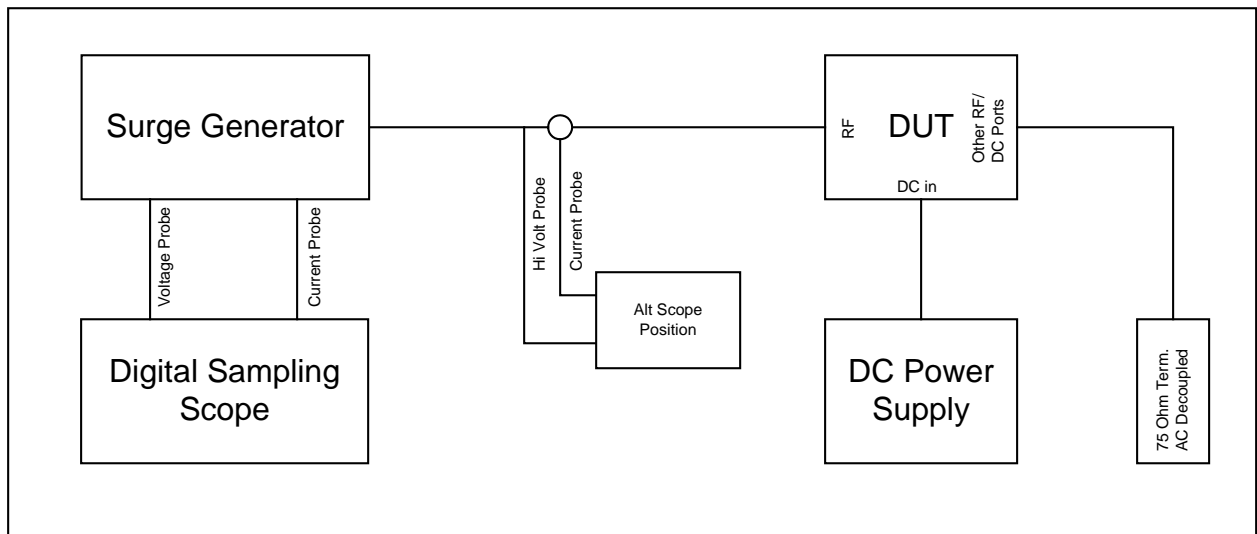 Surge Generator
Voltage Probe
Current Probe
Digital Sampling
Scope
Hi Volt Probe
Current Probe
Alt Scope
Position
RF
DUT
Other RF/
DC Ports
DC in
DC Power
Supply
75 Ohm Term.
AC Decoupled